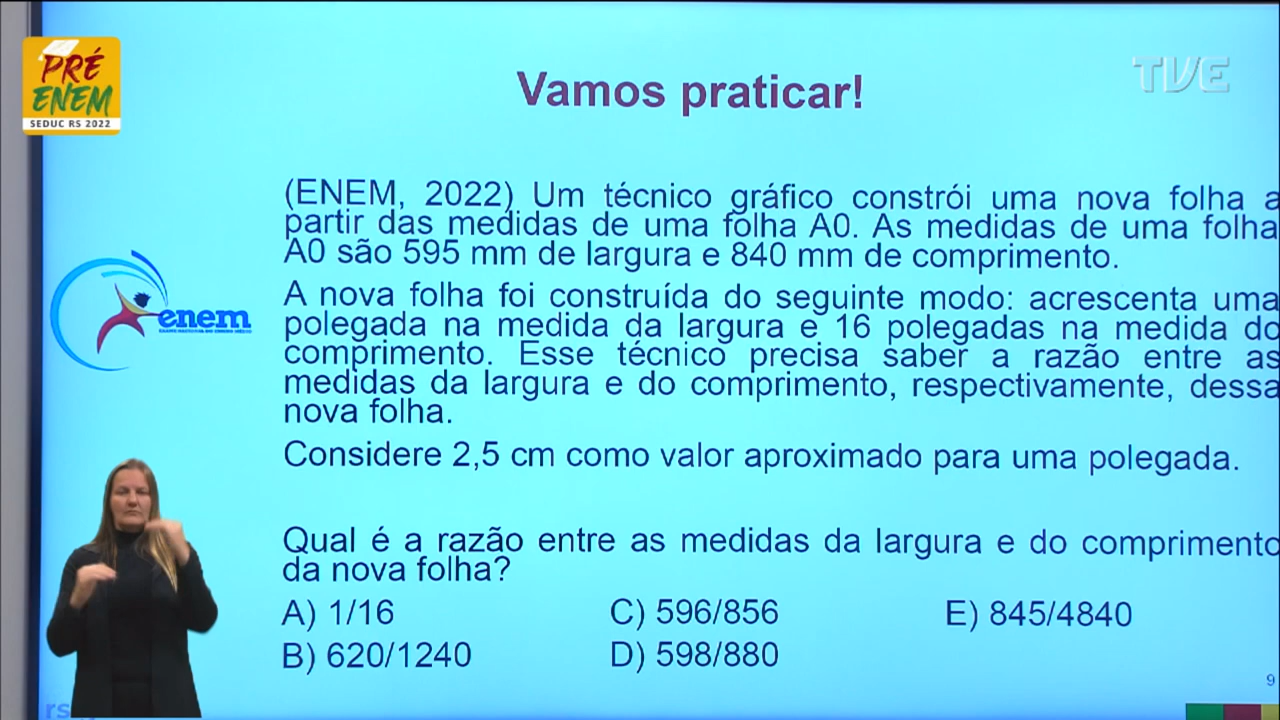 PRÉ
ENEM
SEDUC RS 2022
TVE
Vamos praticar!
(ENEM, 2022) Um técnico gráfico constrói uma nova folha a
partir das medidas de uma folha A0. As medidas de uma folha
A0 são 595 mm de largura e 840 mm de comprimento.
A nova folha foi construída do seguinte modo: acrescenta uma
polegada na medida da largura e 16 polegadas na medida do
comprimento. Esse técnico precisa saber a razão entre as
medidas da largura e do comprimento, respectivamente, dessa
nova folha.
enem
Considere 2,5 cm como valor aproximado para uma polegada.
Qual é a razão entre as medidas da largura e do comprimento
da nova folha?
A) 1/16
C) 596/856
E) 845/4840
B) 620/1240
D) 598/880
9
rs